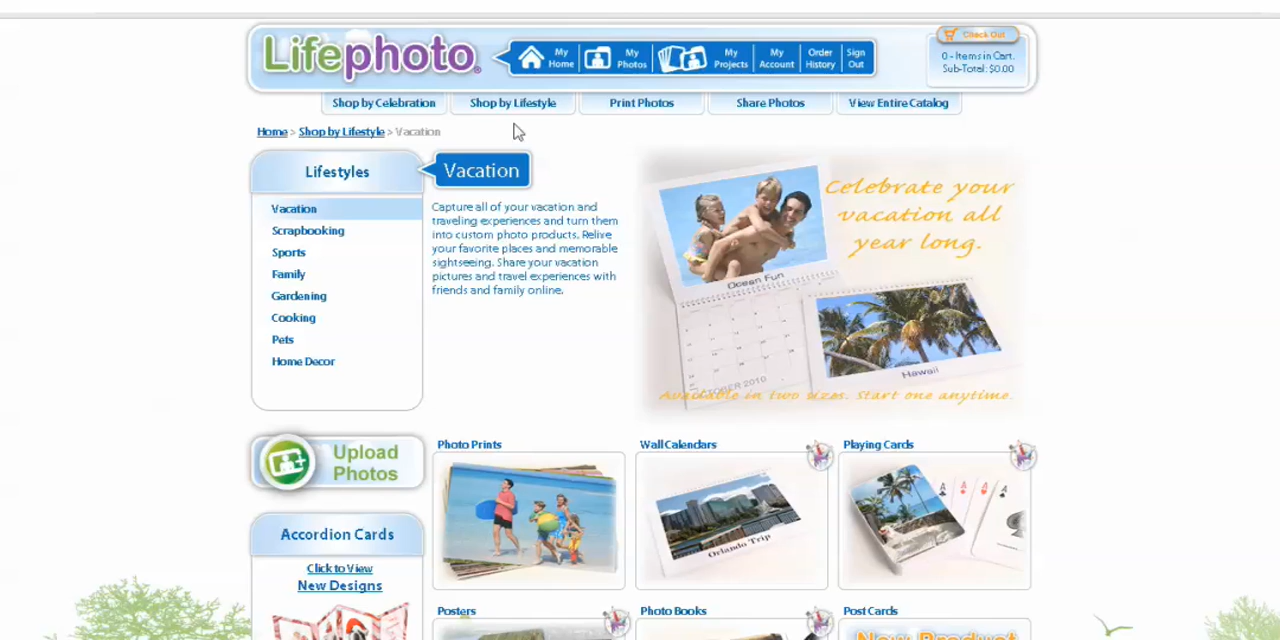 Lifephoto®
My Home
My Photos
My Projects
My Account
Order History
Sign Out
Check Out
0 - Items in Cart.
Sub-Total: $0.00
Shop by Celebration
Shop by Lifestyle
Print Photos
Share Photos
View Entire Catalog
Home > Shop by Lifestyle > Vacation
Lifestyles
Vacation
Scrapbooking
Sports
Family
Gardening
Cooking
Pets
Home Decor
Vacation
Capture all of your vacation and
traveling experiences and turn them
into custom photo products. Relive
your favorite places and memorable
sightseeing. Share your vacation
pictures and travel experiences with
friends and family online.
Celebrate your
vacation all
year long.
Ocean Fun
OCTOBER 2010
Hawaii
Available in two sizes. Start one anytime.
Upload
Photos
Accordion Cards
Click to View
New Designs
Photo Prints
Wall Calendars
Orlando Trip
Playing Cards
A
A
A
A
Posters
Photo Books
Post Cards
New Product